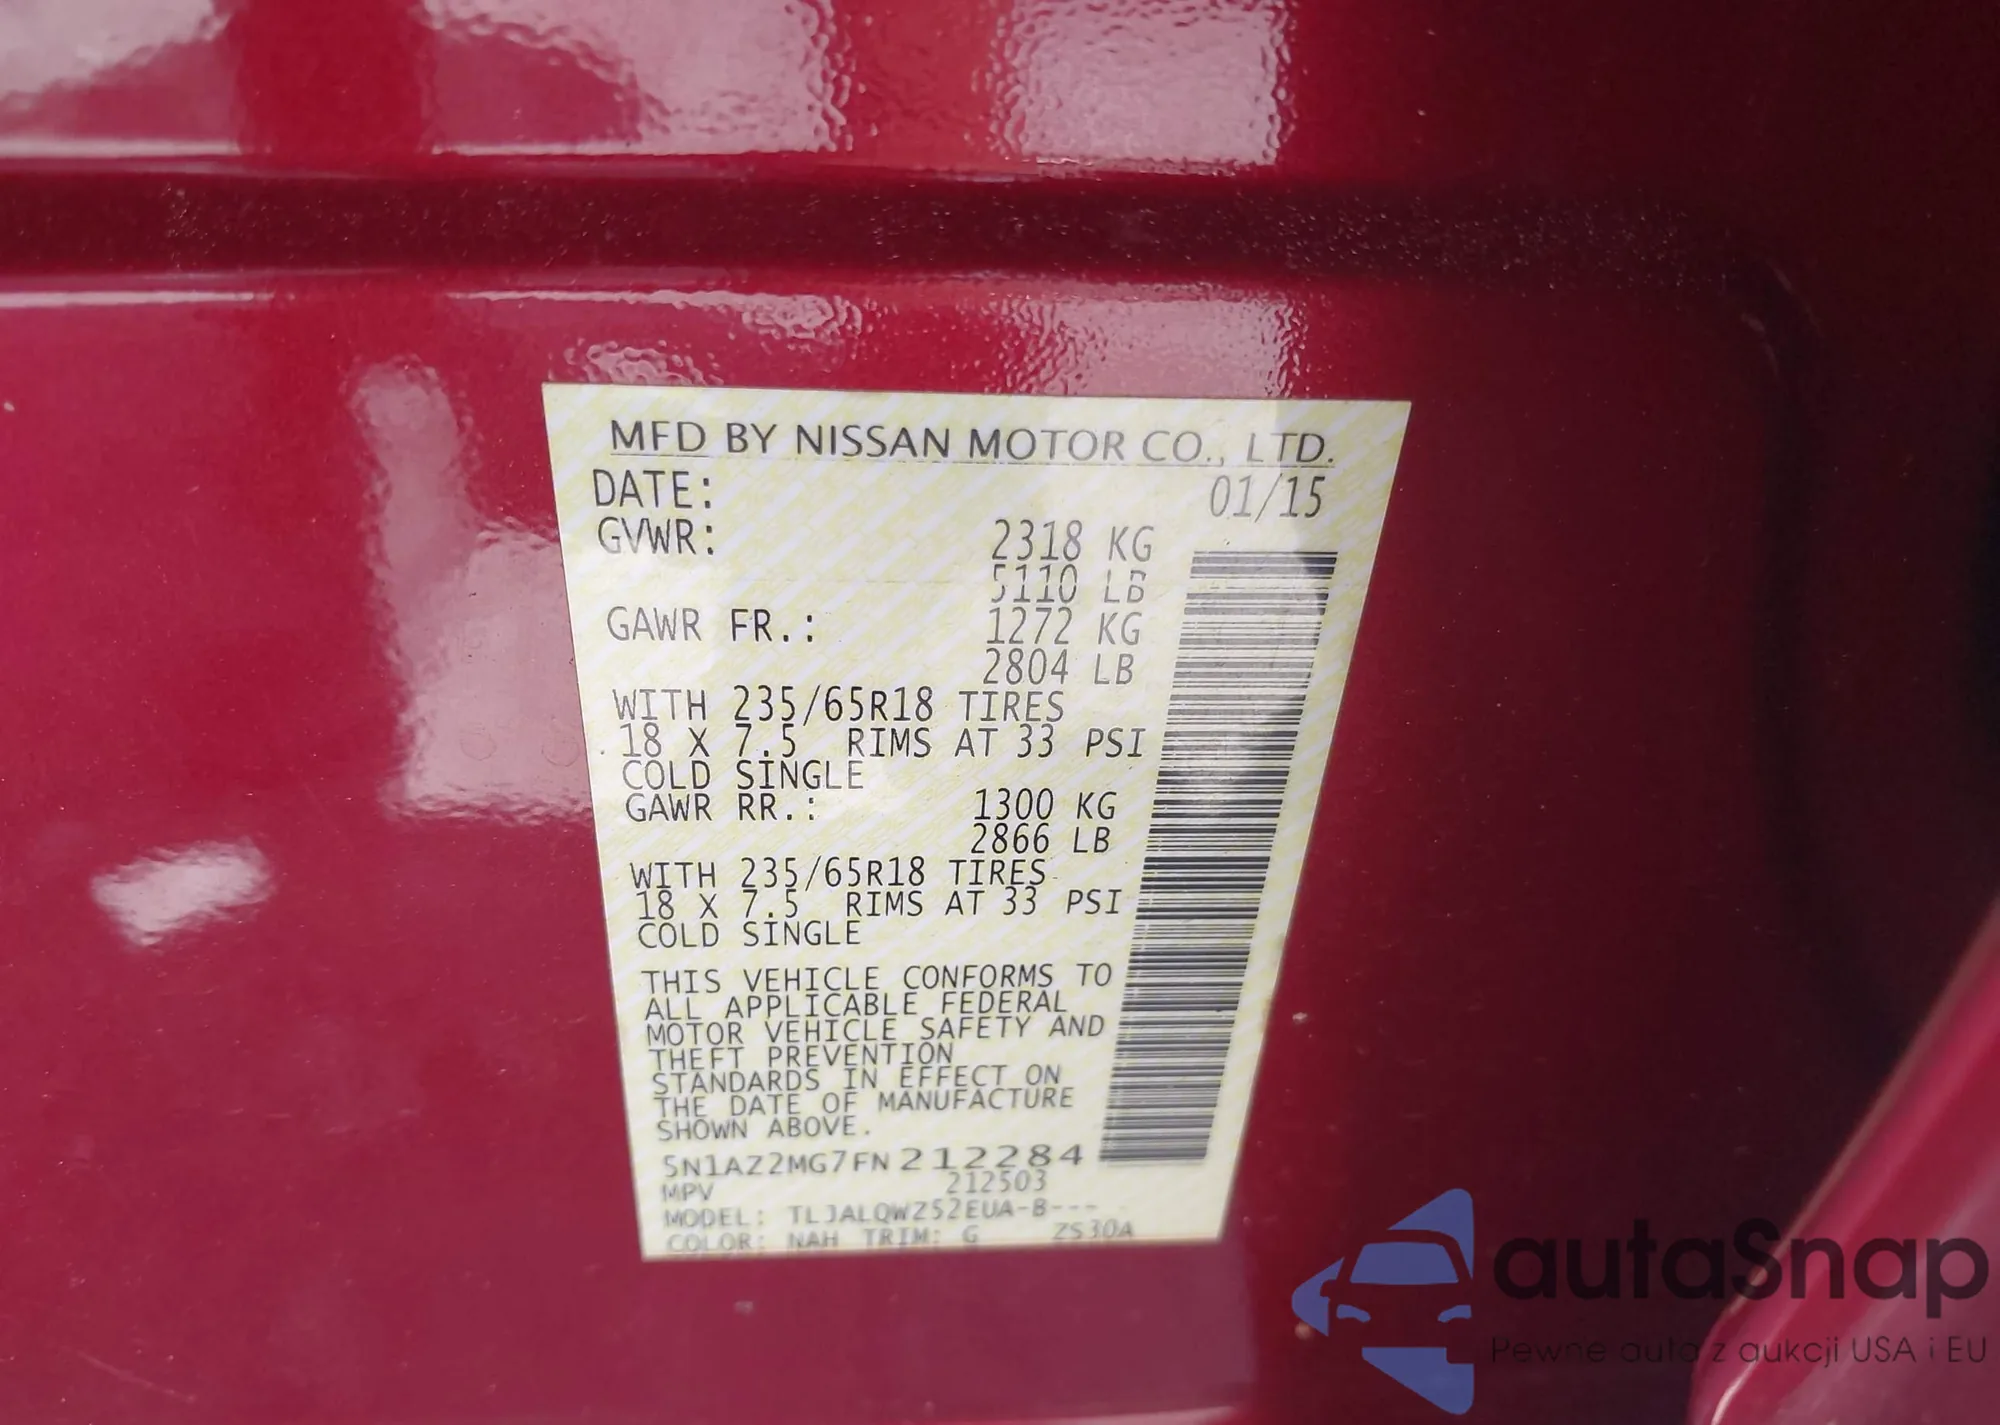 MFD BY NISSAN MOTOR CO., LTD.
DATE: 01/15
GVWR: 2318 KG
5110 LB
GAWR FR.: 1272 KG
2804 LB
WITH 235/65R18 TIRES
18 X 7.5 RIMS AT 33 PSI
COLD SINGLE
GAWR RR.: 1300 KG
2866 LB
WITH 235/65R18 TIRES
18 X 7.5 RIMS AT 33 PSI
COLD SINGLE
THIS VEHICLE CONFORMS TO
ALL APPLICABLE FEDERAL
MOTOR VEHICLE SAFETY AND
THEFT PREVENTION
STANDARDS IN EFFECT ON
THE DATE OF MANUFACTURE
SHOWN ABOVE.
5N1AZ2MG7FN212284
MPV 212503
MODEL: TLJALQWZ52EUA-B---
COLOR: NAH TRIM: G ZS30A
autaSnap
Pewne auta z aukcji USA i EU